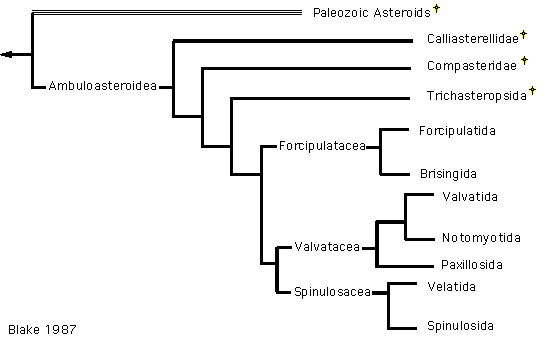 Paleozoic Asteroids†
Calliasterellidae†
Compasteridae†
Ambuloasteroidea
Trichasteropsida†
Forcipulatida
Forcipulatacea
Brisingida
Valvatida
Notomyotida
Valvatacea
Paxillosida
Velatida
Spinulosacea
Spinulosida
Blake 1987